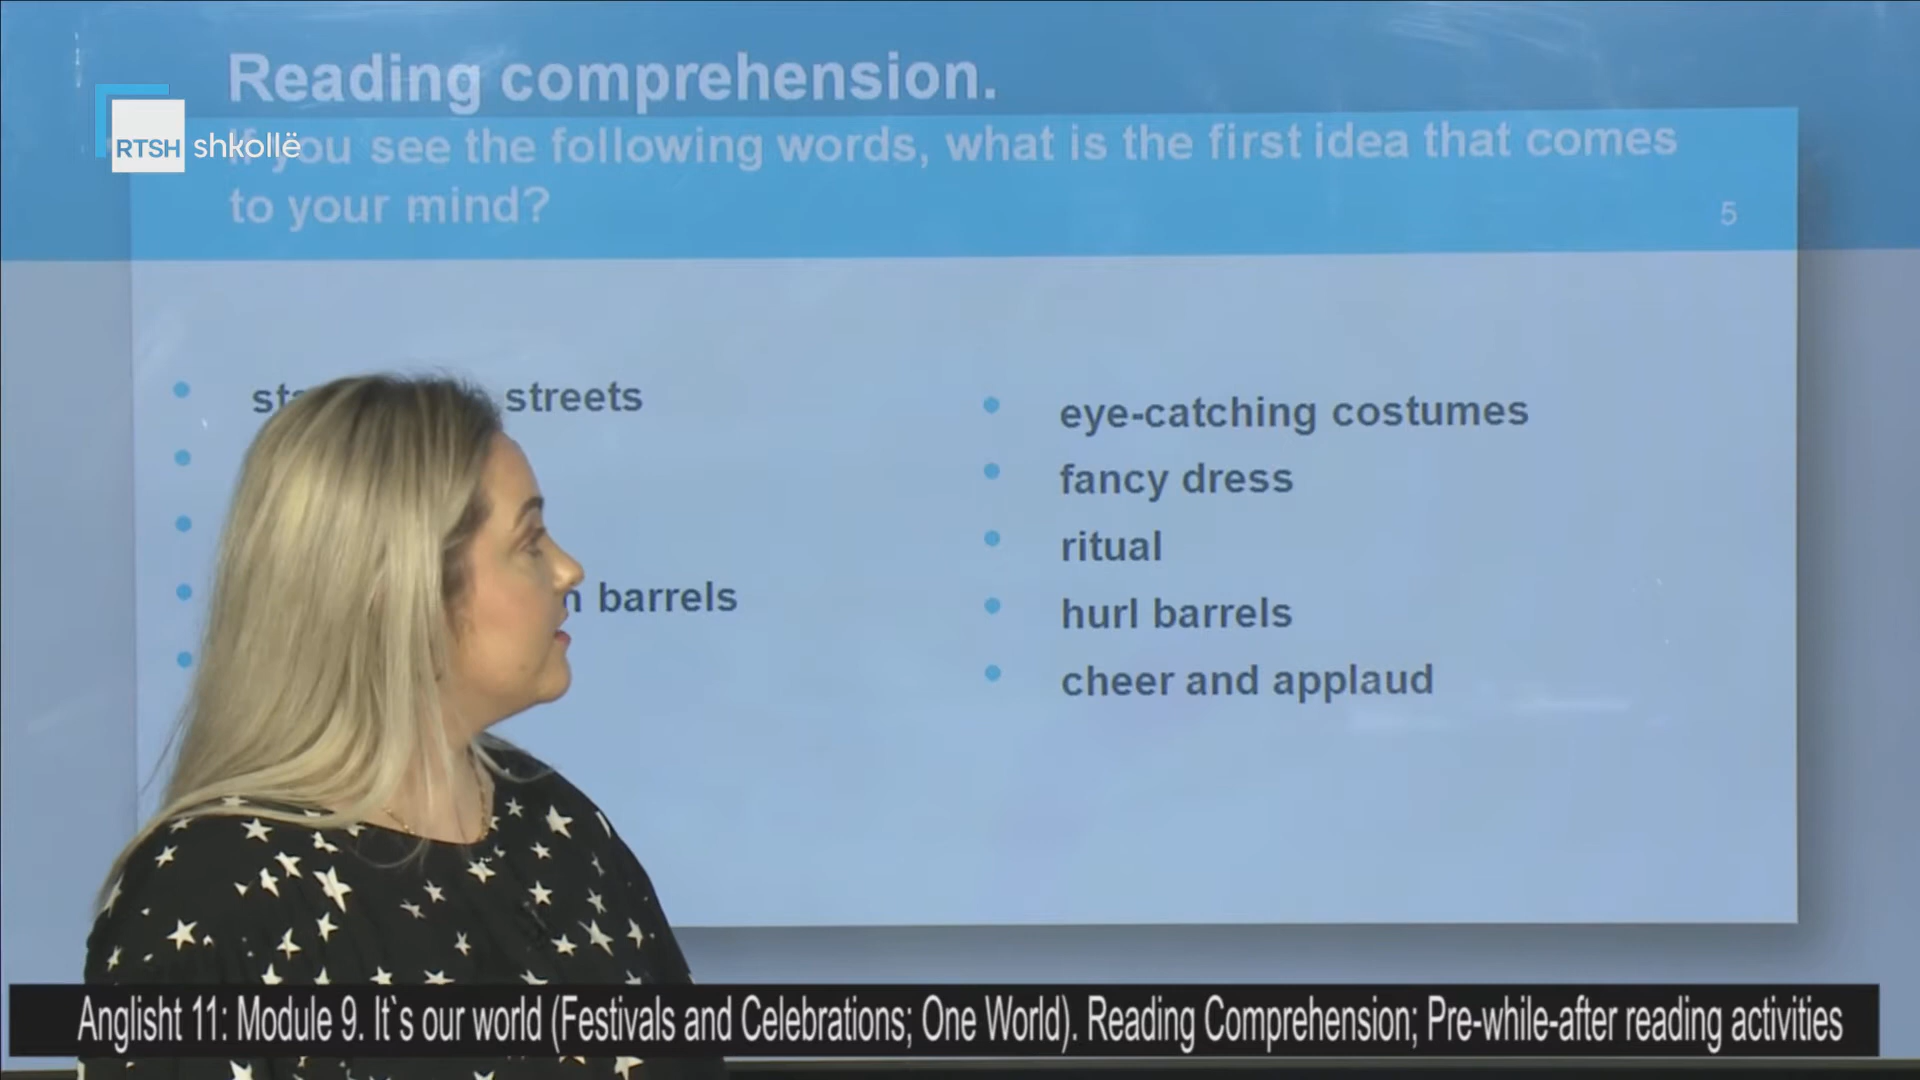 Reading comprehension.
RTSH shkollë
you see the following words, what is the first idea that comes
to your mind?
5
streets
barrels
eye-catching costumes
fancy dress
ritual
hurl barrels
cheer and applaud
Anglisht 11: Module 9. It`s our world (Festivals and Celebrations; One World). Reading Comprehension; Pre-while-after reading activities